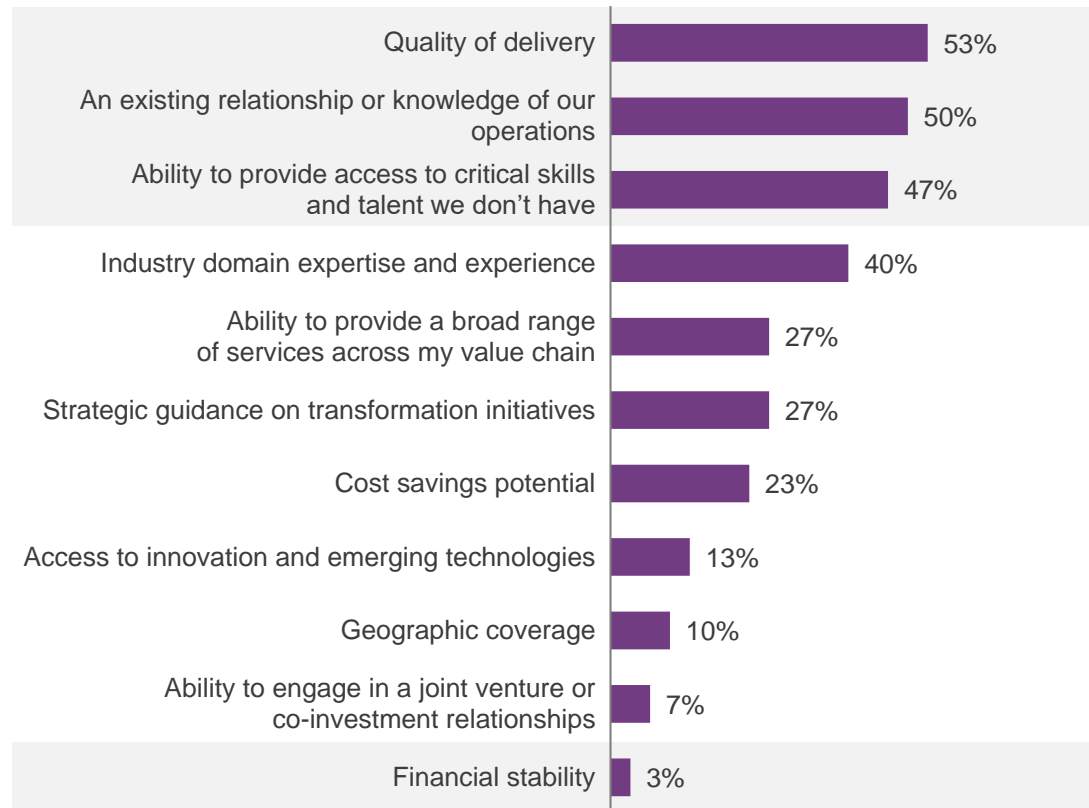 Quality of delivery 53%
An existing relationship or knowledge of our
operations 50%
Ability to provide access to critical skills
and talent we don’t have 47%
Industry domain expertise and experience 40%
Ability to provide a broad range
of services across my value chain 27%
Strategic guidance on transformation initiatives 27%
Cost savings potential 23%
Access to innovation and emerging technologies 13%
Geographic coverage 10%
Ability to engage in a joint venture or
co-investment relationships 7%
Financial stability 3%